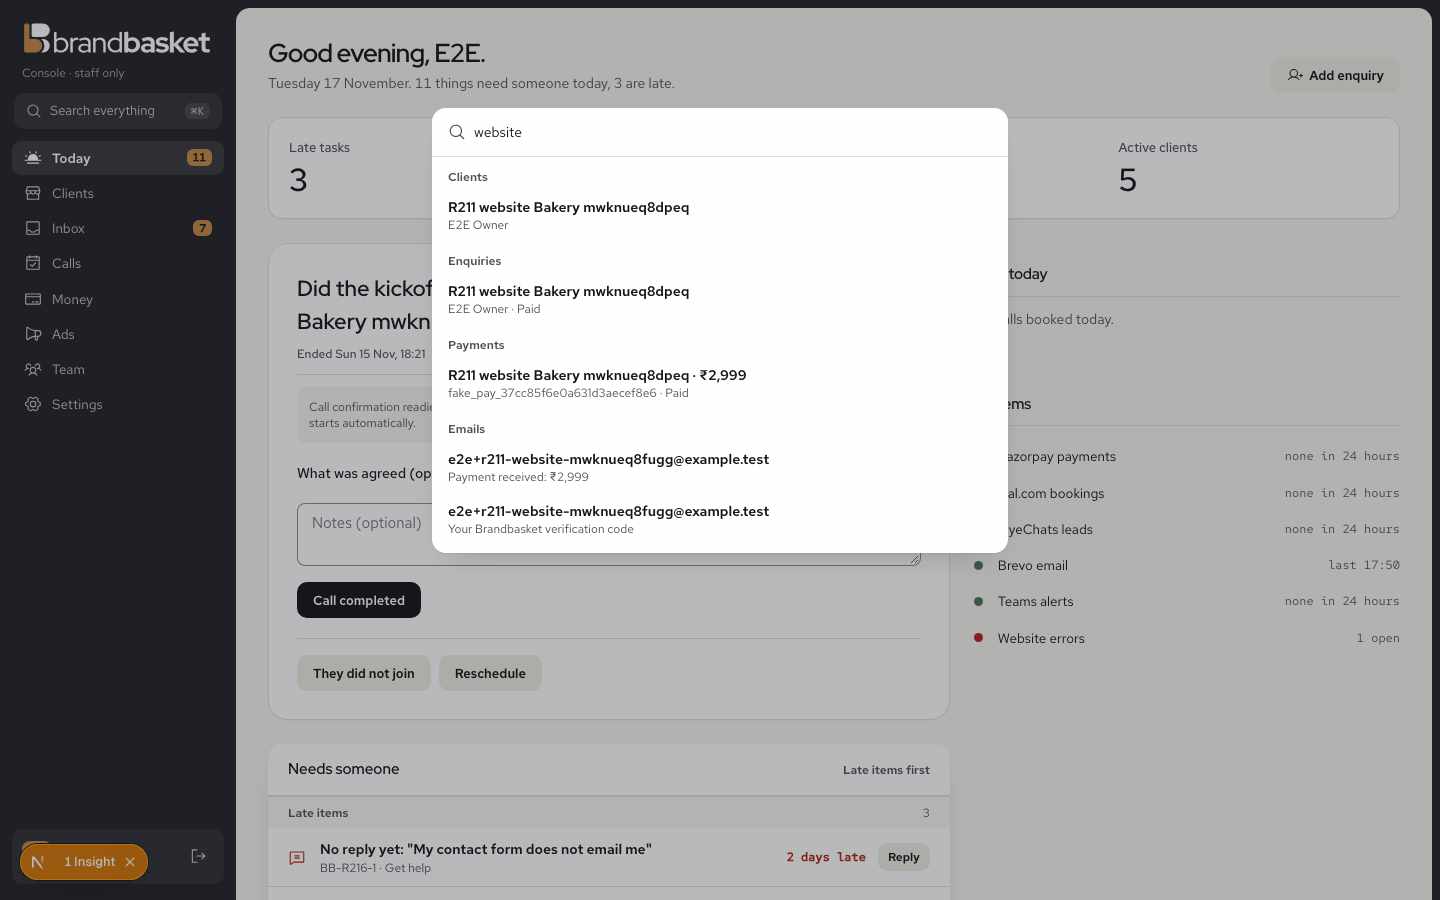 brandbasket
Console · staff only
Search everything ⌘K
Today 11
Clients
Inbox 7
Calls
Money
Ads
Team
Settings
N 1 Insight
Good evening, E2E.
Tuesday 17 November. 11 things need someone today, 3 are late.
Add enquiry
Late tasks
3
Active clients
5
website
Clients
R211 website Bakery mwknueq8dpeq
E2E Owner
Enquiries
R211 website Bakery mwknueq8dpeq
E2E Owner · Paid
Payments
R211 website Bakery mwknueq8dpeq · ₹2,999
fake_pay_37cc85f6e0a631d3aecef8e6 · Paid
Emails
e2e+r211-website-mwknueq8fugg@example.test
Payment received: ₹2,999
e2e+r211-website-mwknueq8fugg@example.test
Your Brandbasket verification code
Did the kickof
Bakery mwkn
Ended Sun 15 Nov, 18:21
Call confirmation readie
starts automatically.
What was agreed (op
Notes (optional)
Call completed
They did not join
Reschedule
today
lls booked today.
ems
azorpay payments none in 24 hours
al.com bookings none in 24 hours
yeChats leads none in 24 hours
Brevo email last 17:50
Teams alerts none in 24 hours
Website errors 1 open
Needs someone
Late items first
Late items 3
No reply yet: "My contact form does not email me"
BB-R216-1 · Get help
2 days late
Reply